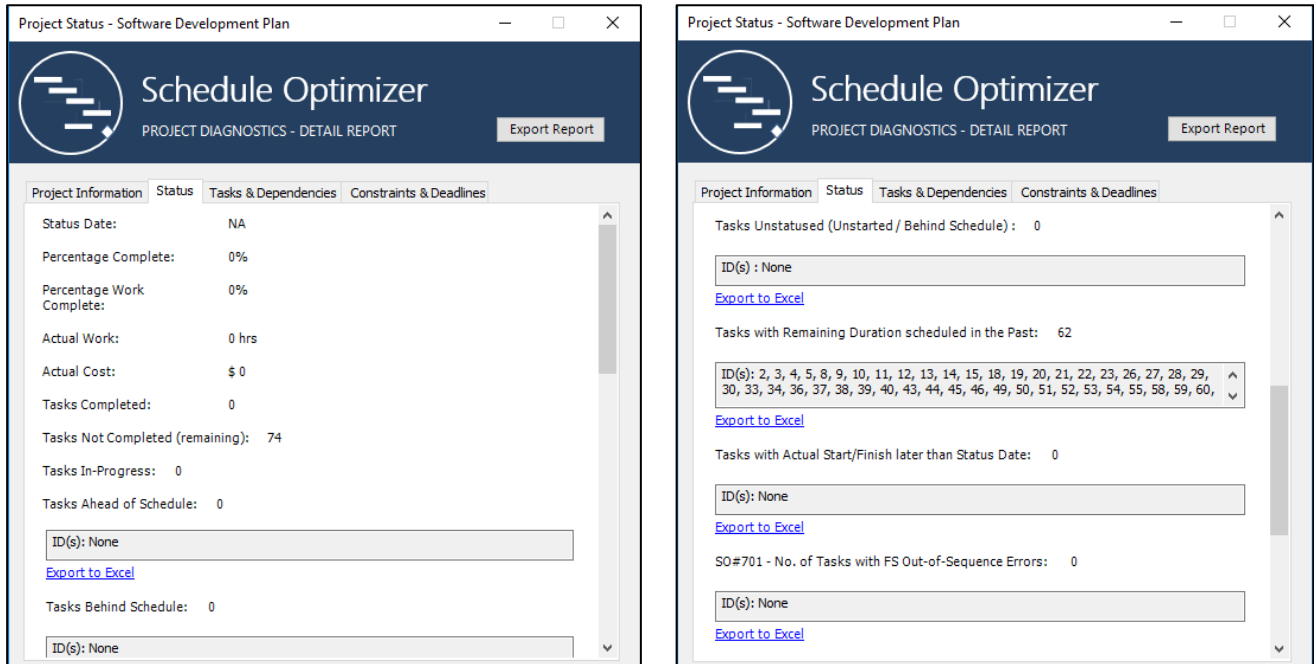 Project Status - Software Development Plan
Schedule Optimizer
PROJECT DIAGNOSTICS - DETAIL REPORT
Export Report
Project Information Status Tasks & Dependencies Constraints & Deadlines
Status Date: NA
Percentage Complete: 0%
Percentage Work 0%
Complete:
Actual Work: 0 hrs
Actual Cost: $ 0
Tasks Completed: 0
Tasks Not Completed (remaining): 74
Tasks In-Progress: 0
Tasks Ahead of Schedule: 0
ID(s): None
Export to Excel
Tasks Behind Schedule: 0
ID(s): None
Project Status - Software Development Plan
Schedule Optimizer
PROJECT DIAGNOSTICS - DETAIL REPORT
Export Report
Project Information Status Tasks & Dependencies Constraints & Deadlines
Tasks Unstatused (Unstarted / Behind Schedule) : 0
ID(s) : None
Export to Excel
Tasks with Remaining Duration scheduled in the Past: 62
ID(s): 2, 3, 4, 5, 8, 9, 10, 11, 12, 13, 14, 15, 18, 19, 20, 21, 22, 23, 26, 27, 28, 29,
30, 33, 34, 36, 37, 38, 39, 40, 43, 44, 45, 46, 49, 50, 51, 52, 53, 54, 55, 58, 59, 60,
Export to Excel
Tasks with Actual Start/Finish later than Status Date: 0
ID(s): None
Export to Excel
SO#701 - No. of Tasks with FS Out-of-Sequence Errors: 0
ID(s): None
Export to Excel